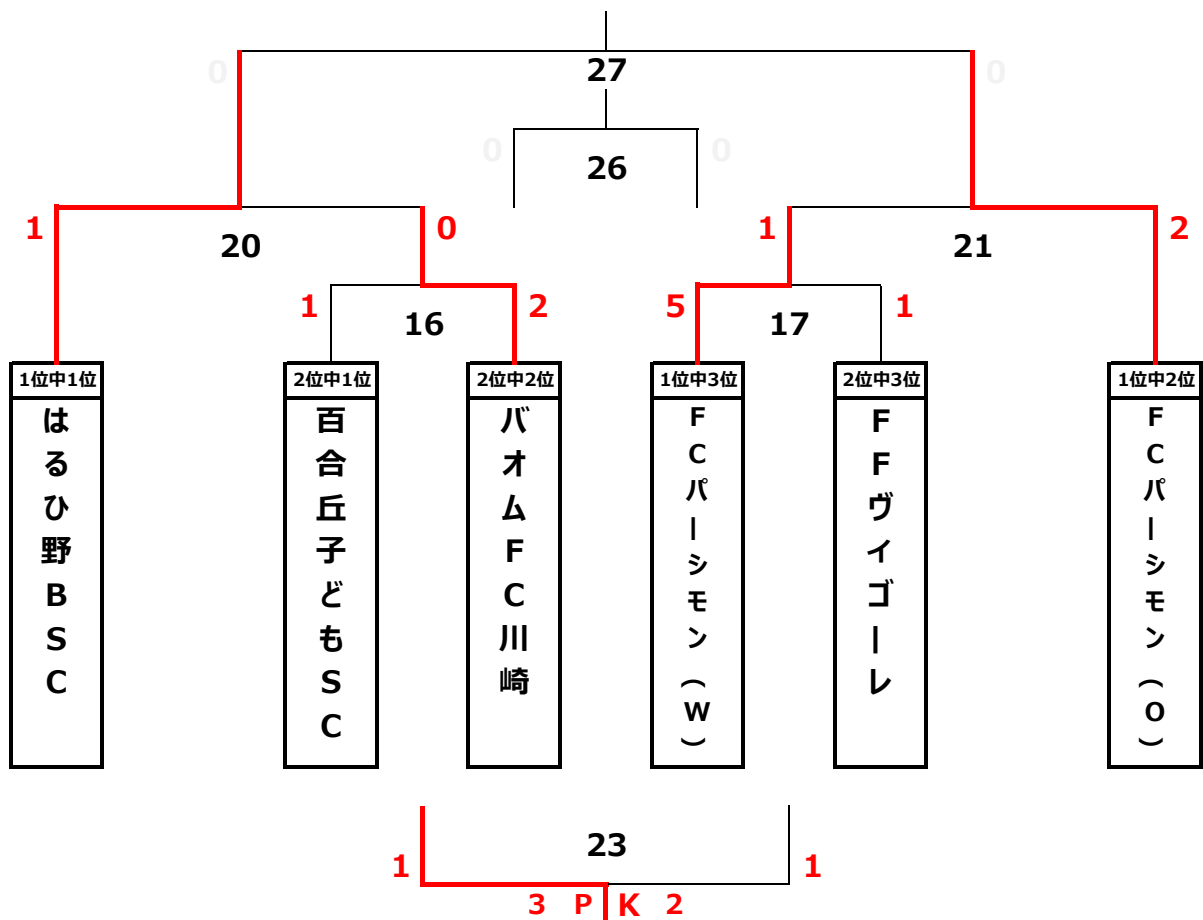 0 27 0
0 26 0
1 20 0 1 21 2
1 16 2 5 17 1
1位中1位
はるひ野BSC
2位中1位
百合丘子どもSC
2位中2位
バオムFC川崎
1位中3位
FCパーシモン(W)
2位中3位
FFヴィゴーレ
1位中2位
FCパーシモン(O)
1 23 1
3 PK 2